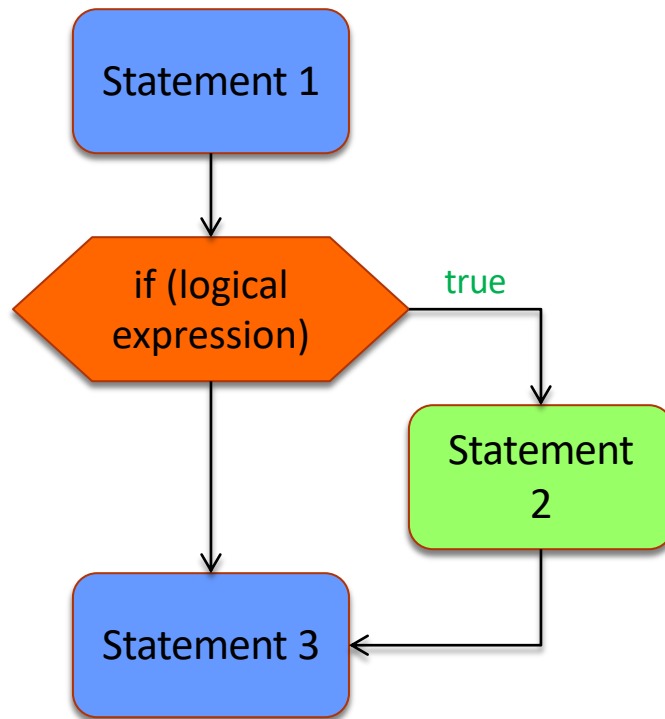 Statement 1
if (logical
expression)
true
Statement
2
Statement 3